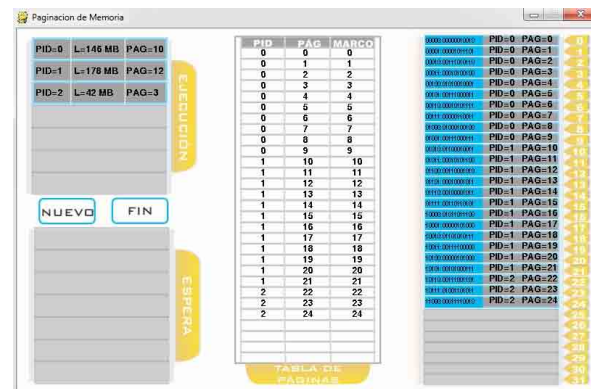 Paginacion de Memoria
PID=0 L=146 MB PAG=10
PID=1 L=178 MB PAG=12
PID=2 L=42 MB PAG=3
EJECUCIÓN
NUEVO FIN
ESPERA
PID PÁG MARCO
0 0 0
0 1 1
0 2 2
0 3 3
0 4 4
0 5 5
0 6 6
0 7 7
0 8 8
0 9 9
1 10 10
1 11 11
1 12 12
1 13 13
1 14 14
1 15 15
1 16 16
1 17 17
1 18 18
1 19 19
1 20 20
1 21 21
2 22 22
2 23 23
2 24 24
TABLA DE
PÁGINAS
PID=0 PAG=0 0
PID=0 PAG=1 1
PID=0 PAG=2 2
PID=0 PAG=3 3
PID=0 PAG=4 4
PID=0 PAG=5 5
PID=0 PAG=6 6
PID=0 PAG=7 7
PID=0 PAG=8 8
PID=0 PAG=9 9
PID=1 PAG=10 10
PID=1 PAG=11 11
PID=1 PAG=12 12
PID=1 PAG=13 13
PID=1 PAG=14 14
PID=1 PAG=15 15
PID=1 PAG=16 16
PID=1 PAG=17 17
PID=1 PAG=18 18
PID=1 PAG=19 19
PID=1 PAG=20 20
PID=1 PAG=21 21
PID=2 PAG=22 22
PID=2 PAG=23 23
PID=2 PAG=24 24
25
26
27
28
29
30
31